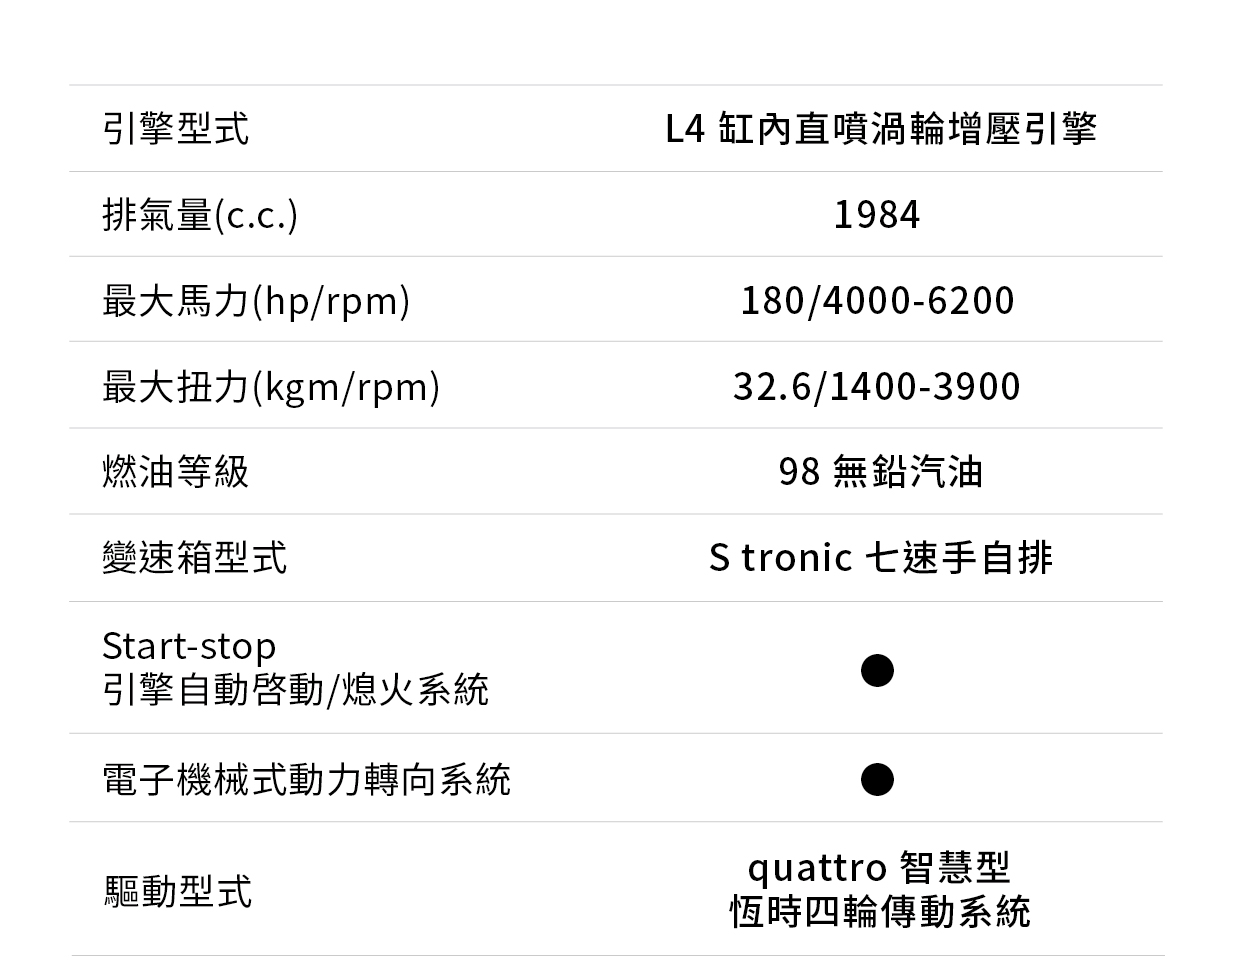 引擎型式 L4 缸內直噴渦輪增壓引擎
排氣量(c.c.) 1984
最大馬力(hp/rpm) 180/4000-6200
最大扭力(kgm/rpm) 32.6/1400-3900
燃油等級 98 無鉛汽油
變速箱型式 S tronic 七速手自排
Start-stop
引擎自動啓動/熄火系統 ●
電子機械式動力轉向系統 ●
驅動型式
quattro 智慧型
恆時四輪傳動系統